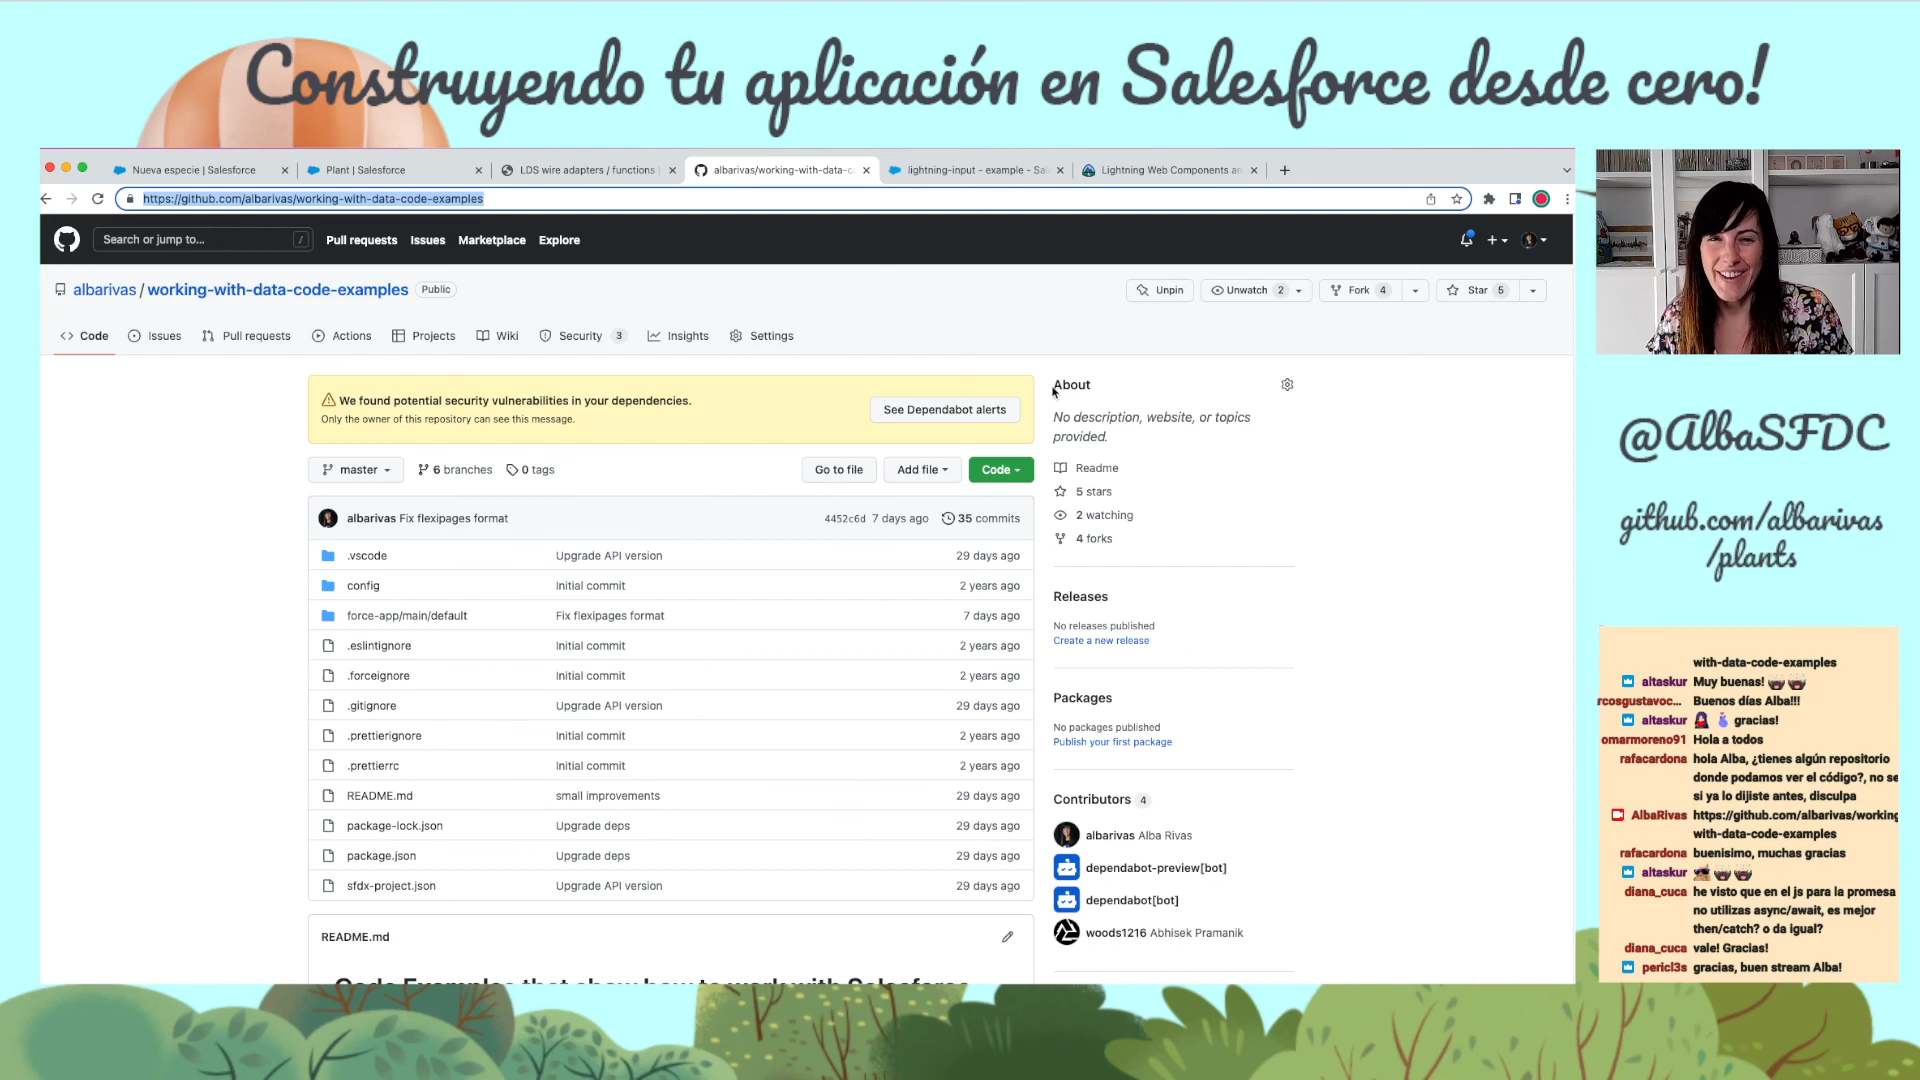 Construyendo tu aplicación en Salesforce desde cero!
Nueva especie | Salesforce
Plant | Salesforce
LDS wire adapters / functions |
albarivas/working-with-data-c
lightning-input - example - Sal
Lightning Web Components an
https://github.com/albarivas/working-with-data-code-examples
Search or jump to...
/
Pull requests
Issues
Marketplace
Explore
albarivas / working-with-data-code-examples
Public
Unpin
Unwatch 2
Fork 4
Star 5
Code
Issues
Pull requests
Actions
Projects
Wiki
Security 3
Insights
Settings
We found potential security vulnerabilities in your dependencies.
Only the owner of this repository can see this message.
See Dependabot alerts
master
6 branches
0 tags
Go to file
Add file
Code
albarivas Fix flexipages format
4452c6d 7 days ago
35 commits
.vscode Upgrade API version 29 days ago
config Initial commit 2 years ago
force-app/main/default Fix flexipages format 7 days ago
.eslintignore Initial commit 2 years ago
.forceignore Initial commit 2 years ago
.gitignore Upgrade API version 29 days ago
.prettierignore Initial commit 2 years ago
.prettierrc Initial commit 2 years ago
README.md small improvements 29 days ago
package-lock.json Upgrade deps 29 days ago
package.json Upgrade deps 29 days ago
sfdx-project.json Upgrade API version 29 days ago
README.md
Code Examples that show how to work with Salesforce
About
No description, website, or topics
provided.
Readme
5 stars
2 watching
4 forks
Releases
No releases published
Create a new release
Packages
No packages published
Publish your first package
Contributors 4
albarivas Alba Rivas
dependabot-preview[bot]
dependabot[bot]
woods1216 Abhisek Pramanik
@AlbaSFDC
github.com/albarivas
/plants
with-data-code-examples
altaskur Muy buenas!
rcosgustavoc... Buenos días Alba!!!
altaskur gracias!
omarmoreno91 Hola a todos
rafacardona hola Alba, ¿tienes algún repositorio
donde podamos ver el código?, no se
si ya lo dijiste antes, disculpa
AlbaRivas https://github.com/albarivas/working
with-data-code-examples
rafacardona buenisimo, muchas gracias
altaskur
diana_cuca he visto que en el js para la promesa
no utilizas async/await, es mejor
then/catch? o da igual?
diana_cuca vale! Gracias!
pericl3s gracias, buen stream Alba!